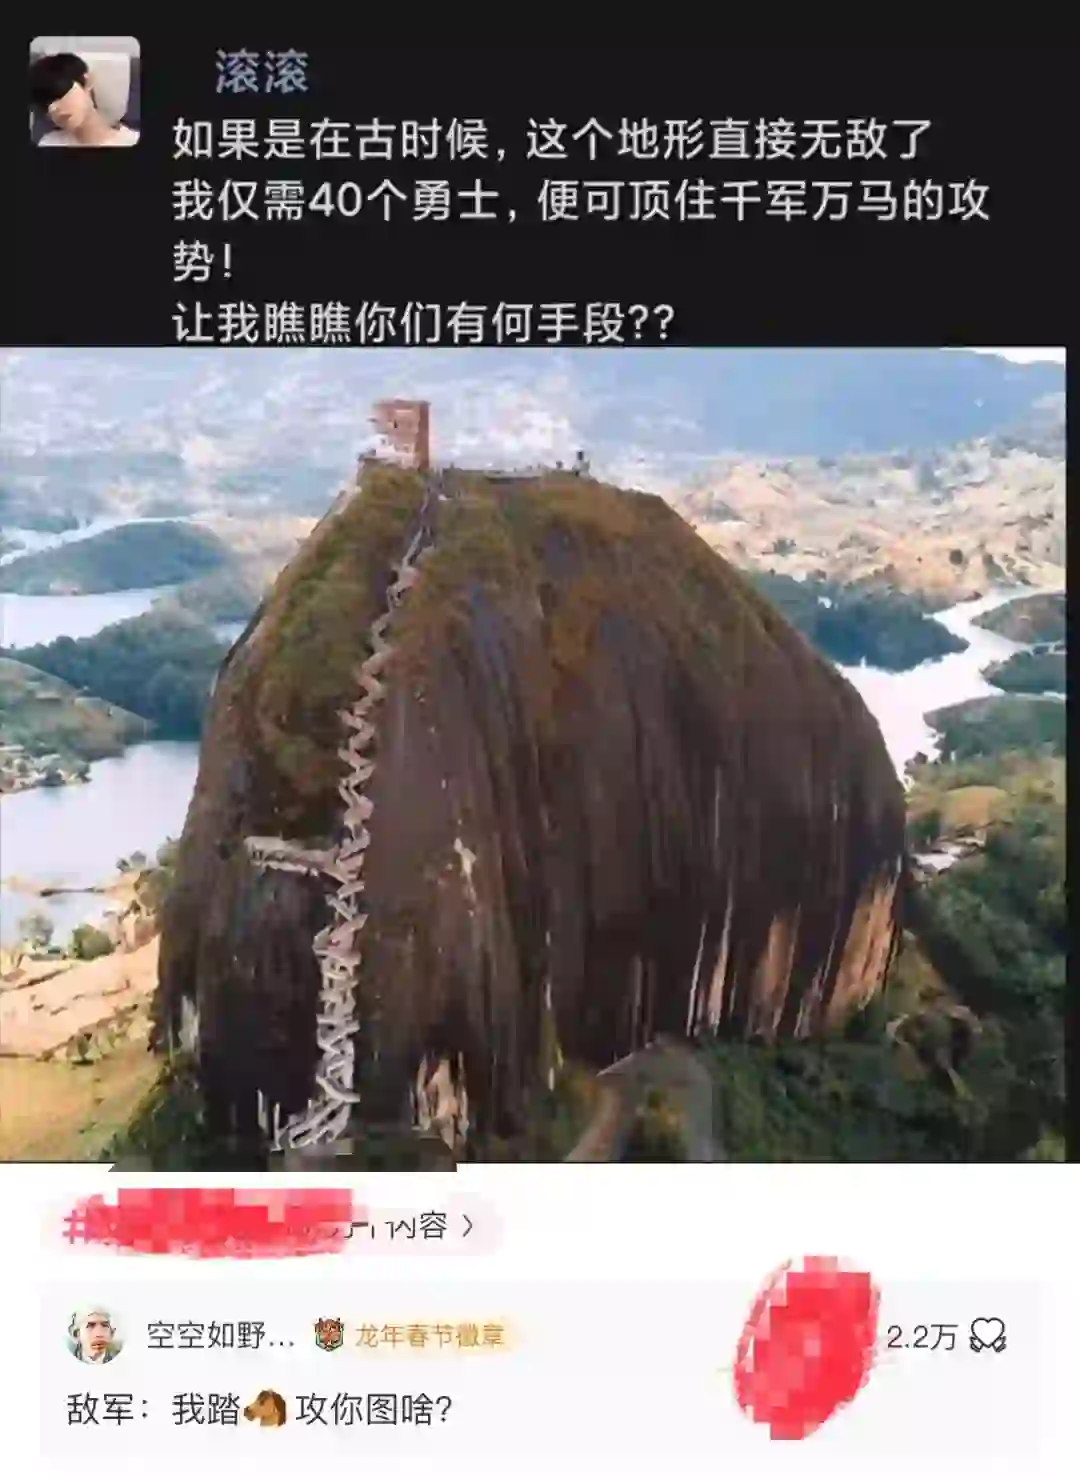 滚滚
如果是在古时候，这个地形直接无敌了
我仅需40个勇士，便可顶住千军万马的攻
势！
让我瞧瞧你们有何手段??
内容 >
空空如野... 龙年春节徽章
2.2万
敌军：我踏🐴攻你图啥？